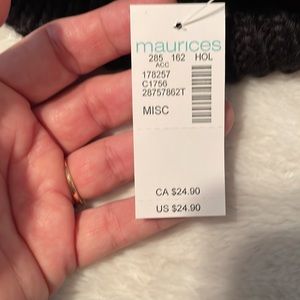 maurices
285 162 HOL
ACC
178257
C1756
28757862T
MISC
CA $24.90
US $24.90